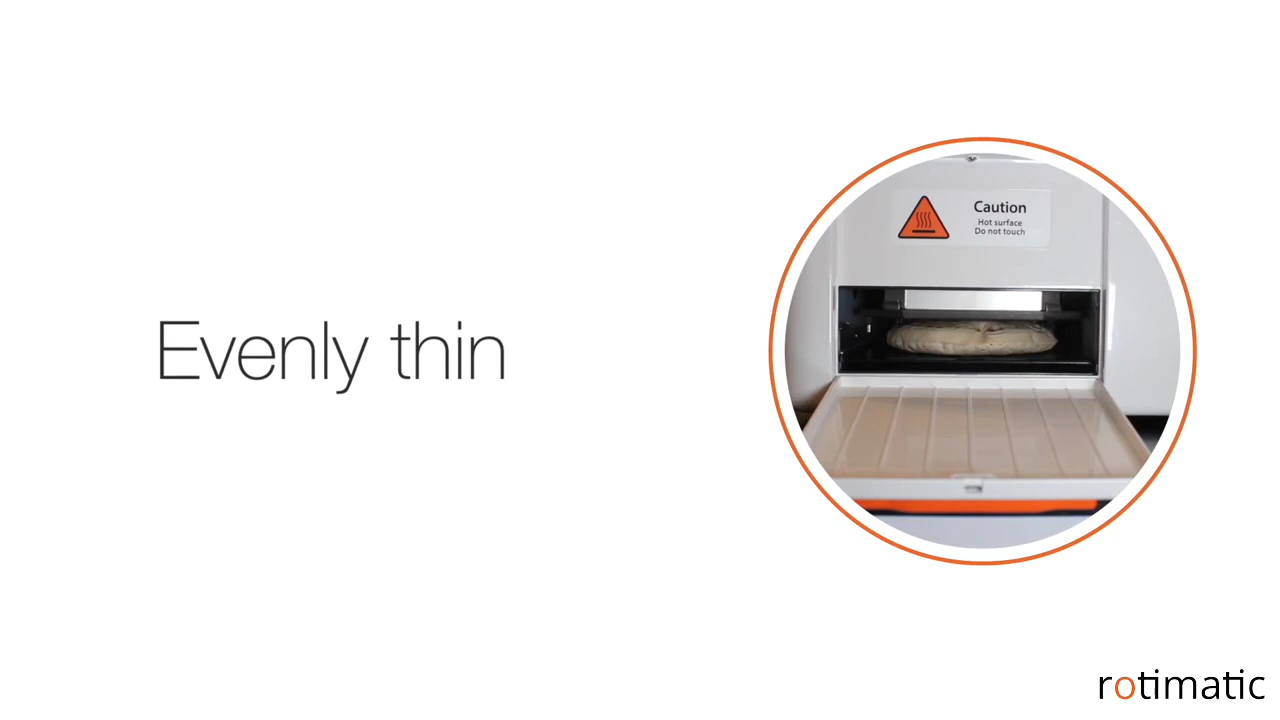 Evenly thin
Caution
Hot surface
Do not touch
rotimatic